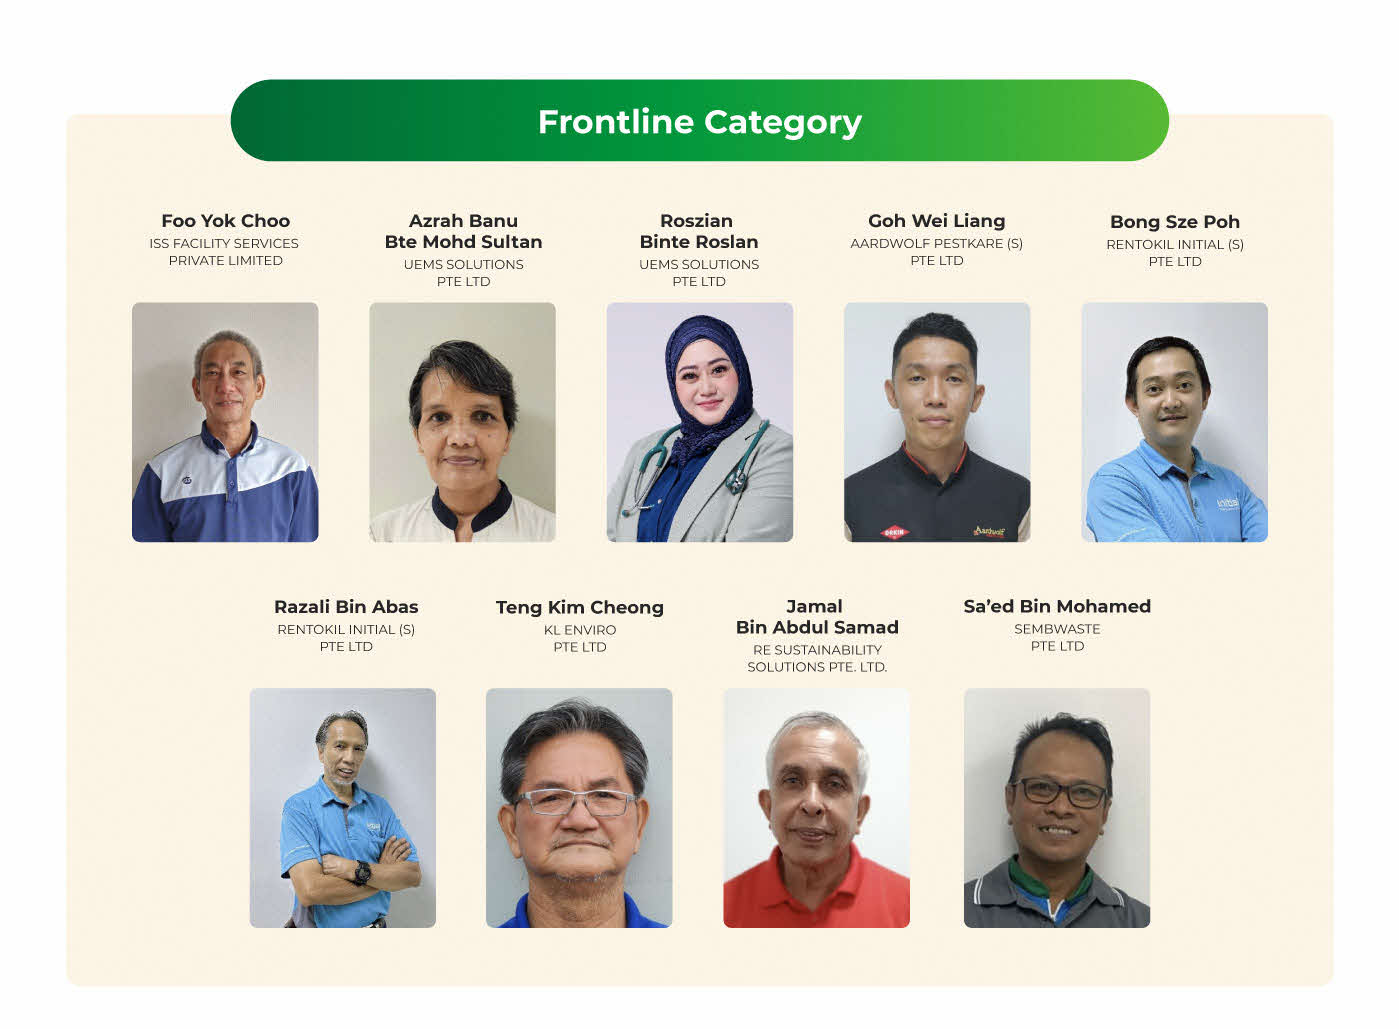 Frontline Category
Foo Yok Choo
ISS FACILITY SERVICES
PRIVATE LIMITED
Azrah Banu
Bte Mohd Sultan
UEMS SOLUTIONS
PTE LTD
Roszian
Binte Roslan
UEMS SOLUTIONS
PTE LTD
Goh Wei Liang
AARDWOLF PESTKARE (S)
PTE LTD
Bong Sze Poh
RENTOKIL INITIAL (S)
PTE LTD
ORKIN
Aardwolf
Initial
Razali Bin Abas
RENTOKIL INITIAL (S)
PTE LTD
Teng Kim Cheong
KL ENVIRO
PTE LTD
Jamal
Bin Abdul Samad
RE SUSTAINABILITY
SOLUTIONS PTE. LTD.
Sa’ed Bin Mohamed
SEMBWASTE
PTE LTD